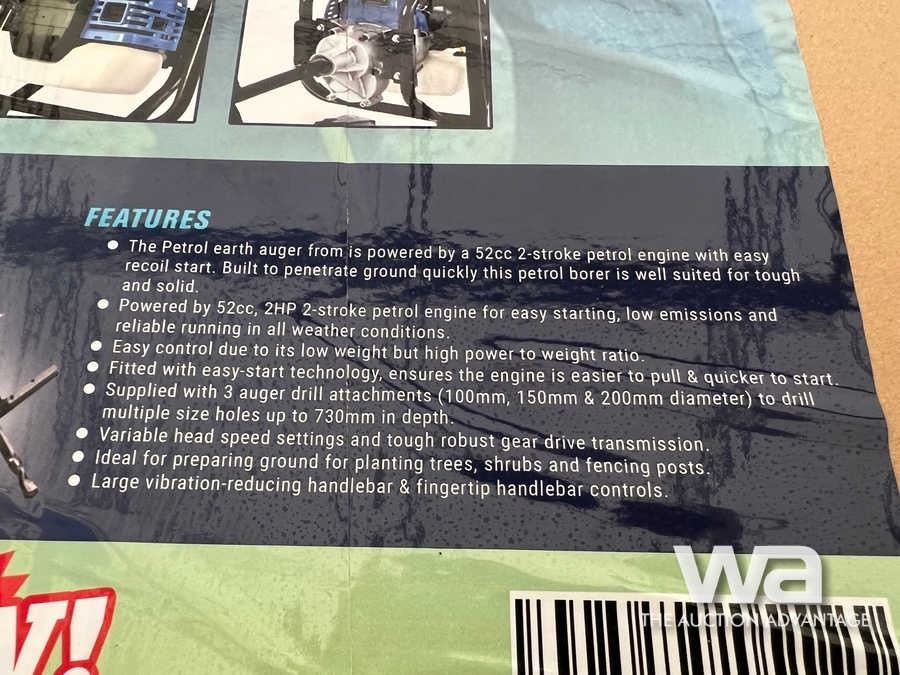 FEATURES
● The Petrol earth auger from is powered by a 52cc 2-stroke petrol engine with easy
recoil start. Built to penetrate ground quickly this petrol borer is well suited for tough
and solid.
● Powered by 52cc, 2HP 2-stroke petrol engine for easy starting, low emissions and
reliable running in all weather conditions.
● Easy control due to its low weight but high power to weight ratio.
● Fitted with easy-start technology, ensures the engine is easier to pull & quicker to start.
● Supplied with 3 auger drill attachments (100mm, 150mm & 200mm diameter) to drill
multiple size holes up to 730mm in depth.
● Variable head speed settings and tough robust gear drive transmission.
● Ideal for preparing ground for planting trees, shrubs and fencing posts.
● Large vibration-reducing handlebar & fingertip handlebar controls.
wa
THE AUCTION ADVANTAGE